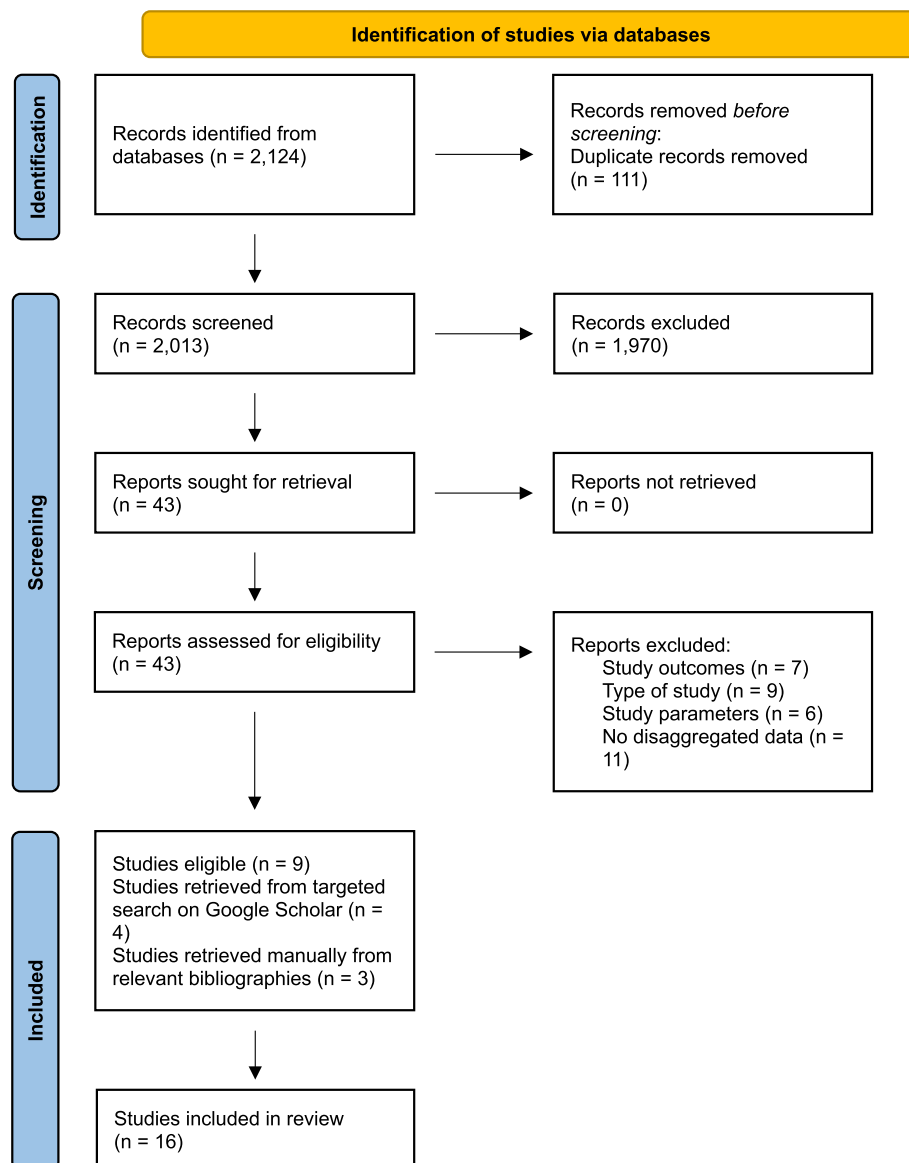 Identification of studies via databases
Identification
Records identified from
databases (n = 2,124)
Records removed before
screening:
Duplicate records removed
(n = 111)
Screening
Records screened
(n = 2,013)
Records excluded
(n = 1,970)
Reports sought for retrieval
(n = 43)
Reports not retrieved
(n = 0)
Reports assessed for eligibility
(n = 43)
Reports excluded:
Study outcomes (n = 7)
Type of study (n = 9)
Study parameters (n = 6)
No disaggregated data (n =
11)
Included
Studies eligible (n = 9)
Studies retrieved from targeted
search on Google Scholar (n =
4)
Studies retrieved manually from
relevant bibliographies (n = 3)
Studies included in review
(n = 16)